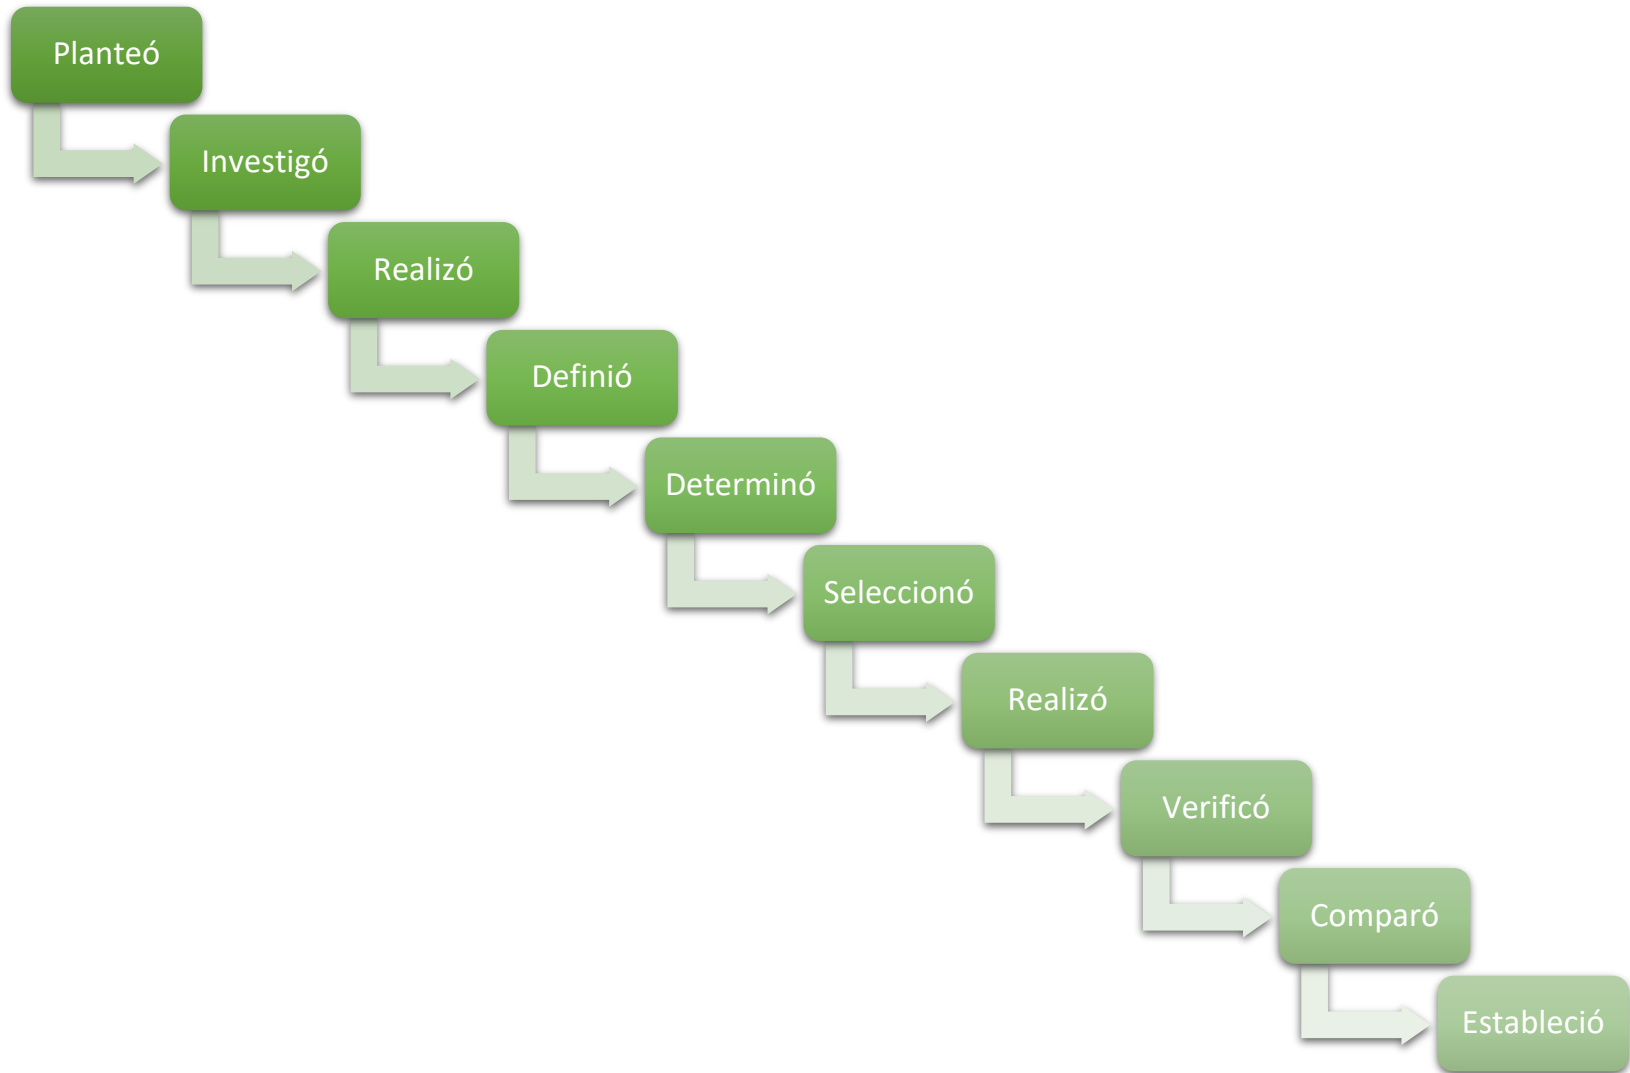 Planteó
Investigó
Realizó
Definió
Determinó
Seleccionó
Realizó
Verificó
Comparó
Estableció